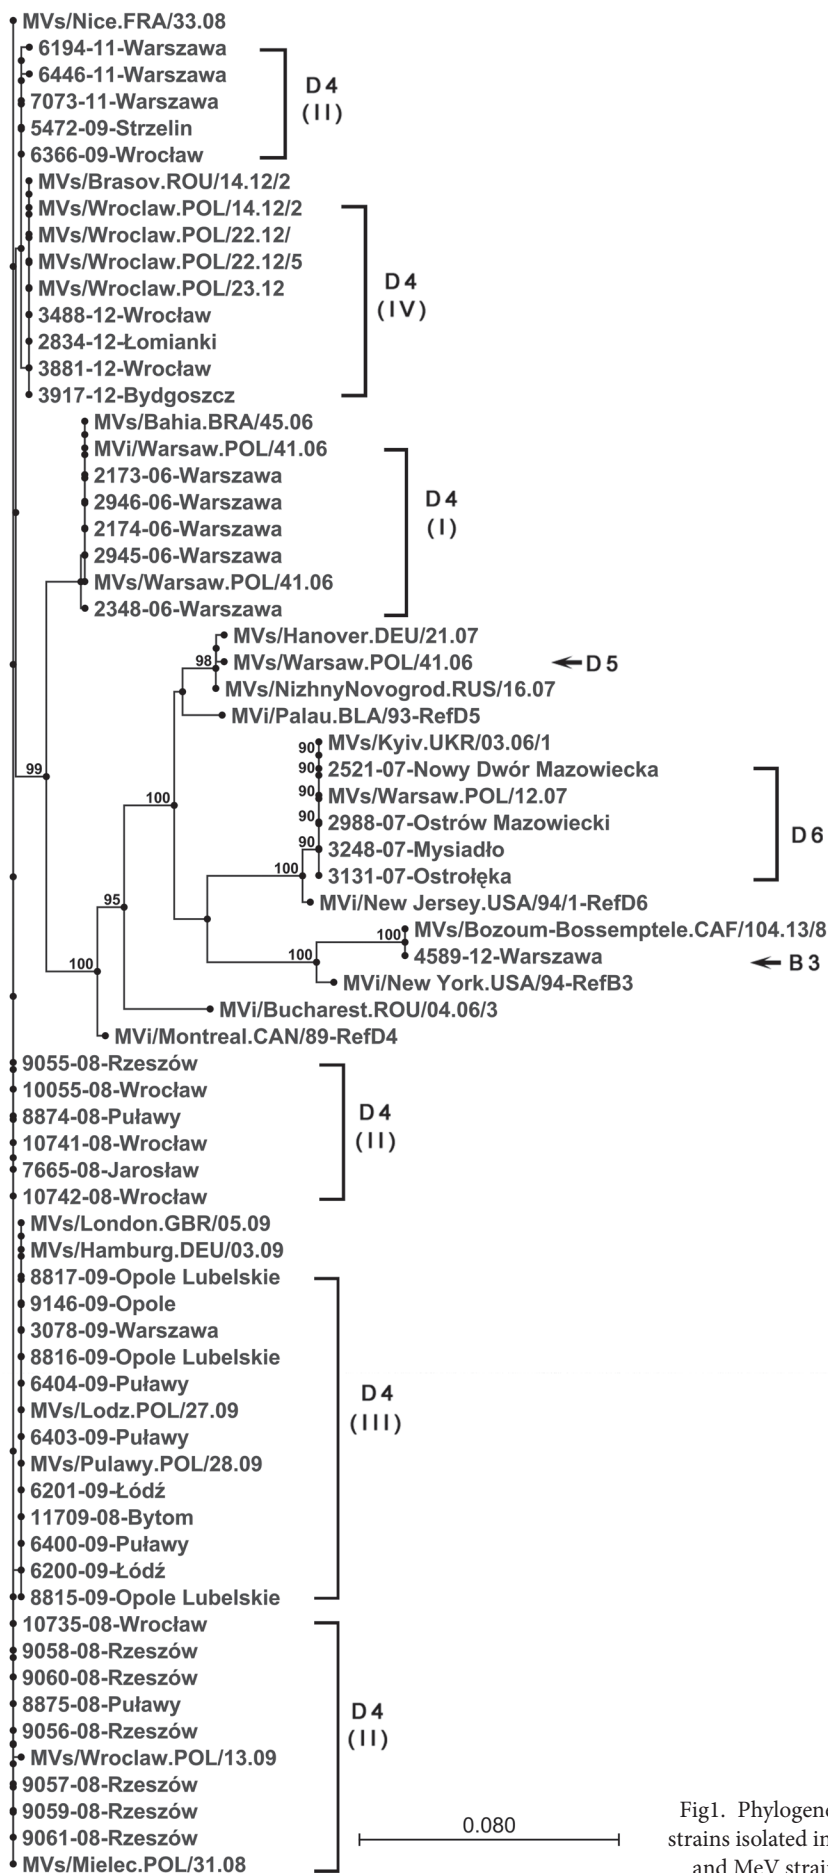 MVs/Nice.FRA/33.08
6194-11-Warszawa
6446-11-Warszawa
7073-11-Warszawa
5472-09-Strzelin
6366-09-Wrocław
D4
(II)
MVs/Brasov.ROU/14.12/2
MVs/Wroclaw.POL/14.12/2
MVs/Wroclaw.POL/22.12/
MVs/Wroclaw.POL/22.12/5
MVs/Wroclaw.POL/23.12
3488-12-Wrocław
2834-12-Łomianki
3881-12-Wrocław
3917-12-Bydgoszcz
D4
(IV)
MVs/Bahia.BRA/45.06
MVi/Warsaw.POL/41.06
2173-06-Warszawa
2946-06-Warszawa
2174-06-Warszawa
2945-06-Warszawa
MVs/Warsaw.POL/41.06
2348-06-Warszawa
D4
(I)
MVs/Hanover.DEU/21.07
98 MVs/Warsaw.POL/41.06 D5
MVs/NizhnyNovogrod.RUS/16.07
MVi/Palau.BLA/93-RefD5
90 MVs/Kyiv.UKR/03.06/1
90 2521-07-Nowy Dwór Mazowiecka
99
100
90 MVs/Warsaw.POL/12.07
90 2988-07-Ostrów Mazowiecki
90 3248-07-Mysiadło
100 3131-07-Ostrołęka
D6
MVi/New Jersey.USA/94/1-RefD6
95
MVs/Bozoum-Bossemptele.CAF/104.13/8
100 4589-12-Warszawa
B3
100
100
MVi/New York.USA/94-RefB3
MVi/Bucharest.ROU/04.06/3
MVi/Montreal.CAN/89-RefD4
9055-08-Rzeszów
10055-08-Wrocław
8874-08-Puławy
10741-08-Wrocław
7665-08-Jarosław
10742-08-Wrocław
D4
(II)
MVs/London.GBR/05.09
MVs/Hamburg.DEU/03.09
8817-09-Opole Lubelskie
9146-09-Opole
3078-09-Warszawa
8816-09-Opole Lubelskie
6404-09-Puławy
MVs/Lodz.POL/27.09
6403-09-Puławy
MVs/Pulawy.POL/28.09
6201-09-Łódź
11709-08-Bytom
6400-09-Puławy
6200-09-Łódź
8815-09-Opole Lubelskie
D4
(III)
10735-08-Wrocław
9058-08-Rzeszów
9060-08-Rzeszów
8875-08-Puławy
9056-08-Rzeszów
MVs/Wroclaw.POL/13.09
9057-08-Rzeszów
9059-08-Rzeszów
9061-08-Rzeszów
MVs/Mielec.POL/31.08
D4
(II)
0.080
Fig1. Phylogene
strains isolated in
and MeV strain